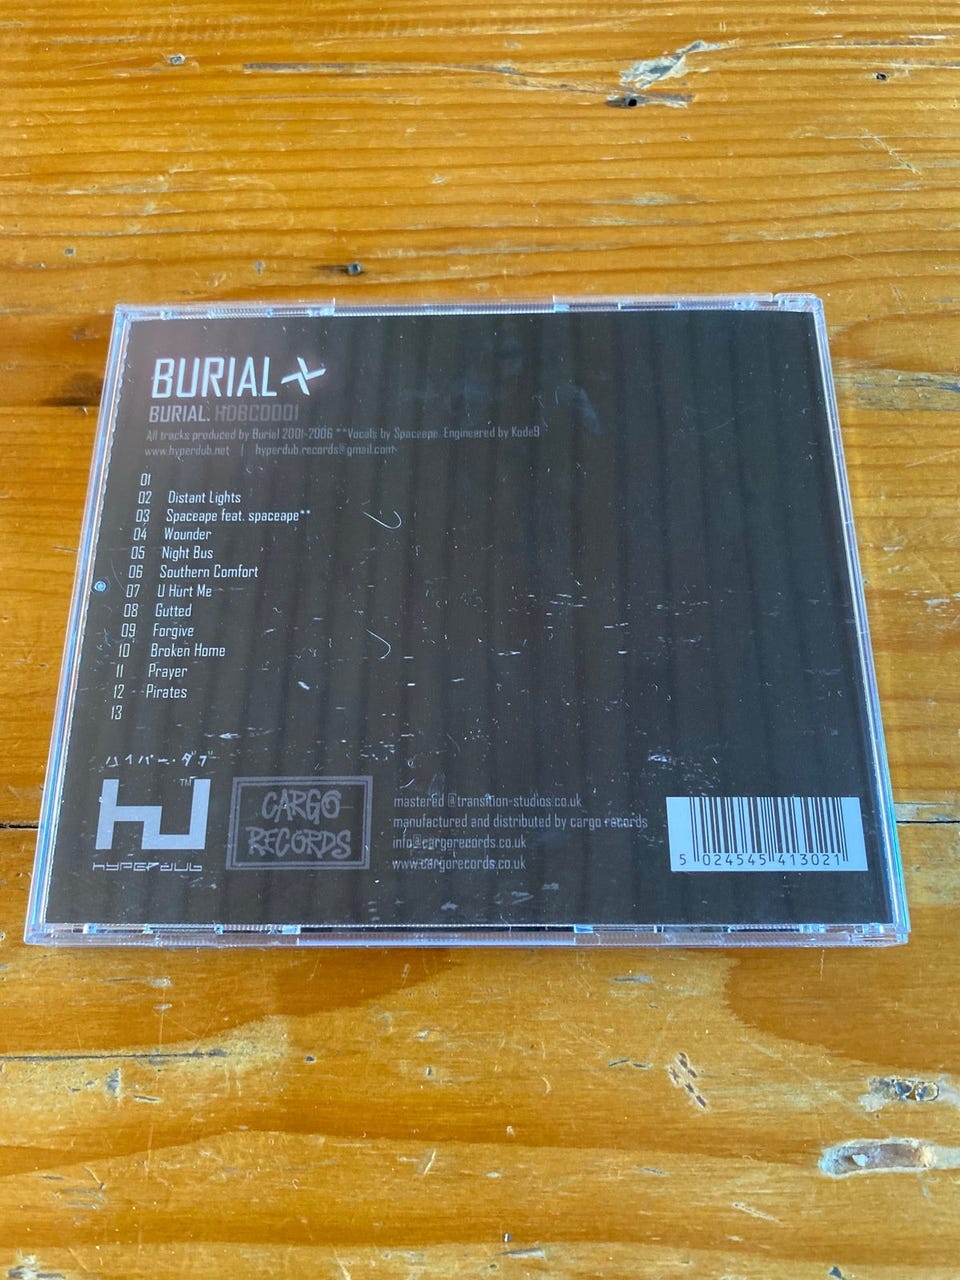 BURIAL
BURIAL. HDBCD001
All tracks produced by Burial 2001-2006 **Vocals by Spaceape Engineered by Kode9
www.hyperdub.net | hyperdub.records@gmail.com
01
02 Distant Lights
03 Spaceape feat. spaceape**
04 Wounder
05 Night Bus
06 Southern Comfort
07 U Hurt Me
08 Gutted
09 Forgive
10 Broken Home
11 Prayer
12 Pirates
13
ハイパー・ダブ
TM
hyperdub
CARGO
RECORDS
mastered @transition-studios.co.uk
manufactured and distributed by cargo records
info@cargorecords.co.uk
www.cargorecords.co.uk
5 024545 413021